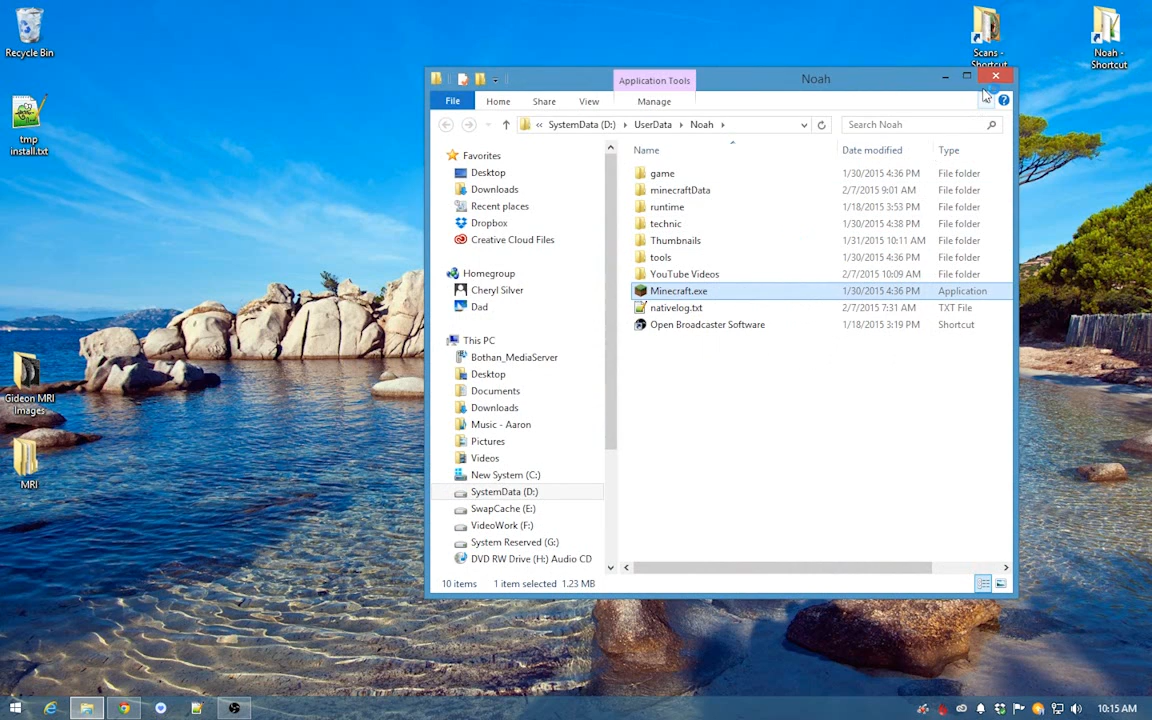 Recycle Bin
tmp
install.txt
Gideon MRI
Images
MRI
Scans -
Shortcut
Noah -
Shortcut
Application Tools
Noah
File
Home
Share
View
Manage
« SystemData (D:)
UserData
Noah
Search Noah
Favorites
Desktop
Downloads
Recent places
Dropbox
Creative Cloud Files
Homegroup
Cheryl Silver
Dad
This PC
Bothan_MediaServer
Desktop
Documents
Downloads
Music - Aaron
Pictures
Videos
New System (C:)
SystemData (D:)
SwapCache (E:)
VideoWork (F:)
System Reserved (G:)
DVD RW Drive (H:) Audio CD
Name Date modified Type
game 1/30/2015 4:36 PM File folder
minecraftData 2/7/2015 9:01 AM File folder
runtime 1/18/2015 3:53 PM File folder
technic 1/30/2015 4:38 PM File folder
Thumbnails 1/31/2015 10:11 AM File folder
tools 1/30/2015 4:36 PM File folder
YouTube Videos 2/7/2015 10:09 AM File folder
Minecraft.exe 1/30/2015 4:36 PM Application
nativelog.txt 2/7/2015 7:31 AM TXT File
Open Broadcaster Software 1/18/2015 3:19 PM Shortcut
10 items 1 item selected 1.23 MB
10:15 AM